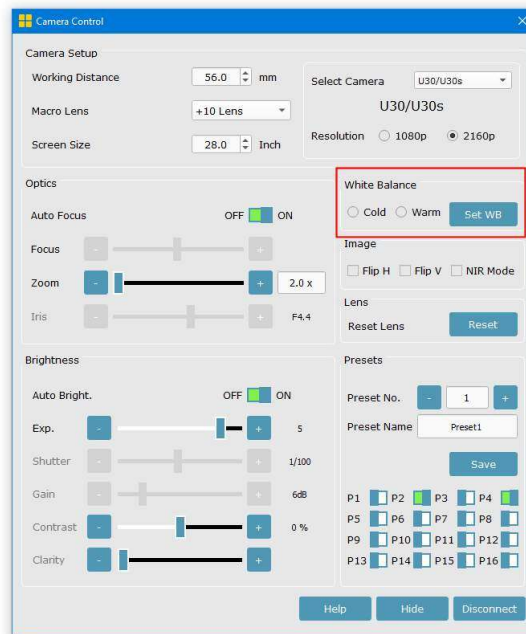 Camera Control
Camera Setup
Working Distance 56.0 mm
Macro Lens +10 Lens
Screen Size 28.0 Inch
Select Camera U30/U30s
U30/U30s
Resolution 1080p 2160p
Optics
Auto Focus OFF ON
Focus - +
Zoom - + 2.0 x
Iris - + F4.4
White Balance
Cold Warm Set WB
Image
Flip H Flip V NIR Mode
Lens
Reset Lens Reset
Brightness
Auto Bright. OFF ON
Exp. - + 5
Shutter - + 1/100
Gain - + 6dB
Contrast - + 0 %
Clarity - +
Presets
Preset No. - 1 +
Preset Name Preset1
Save
P1 P2 P3 P4
P5 P6 P7 P8
P9 P10 P11 P12
P13 P14 P15 P16
Help Hide Disconnect